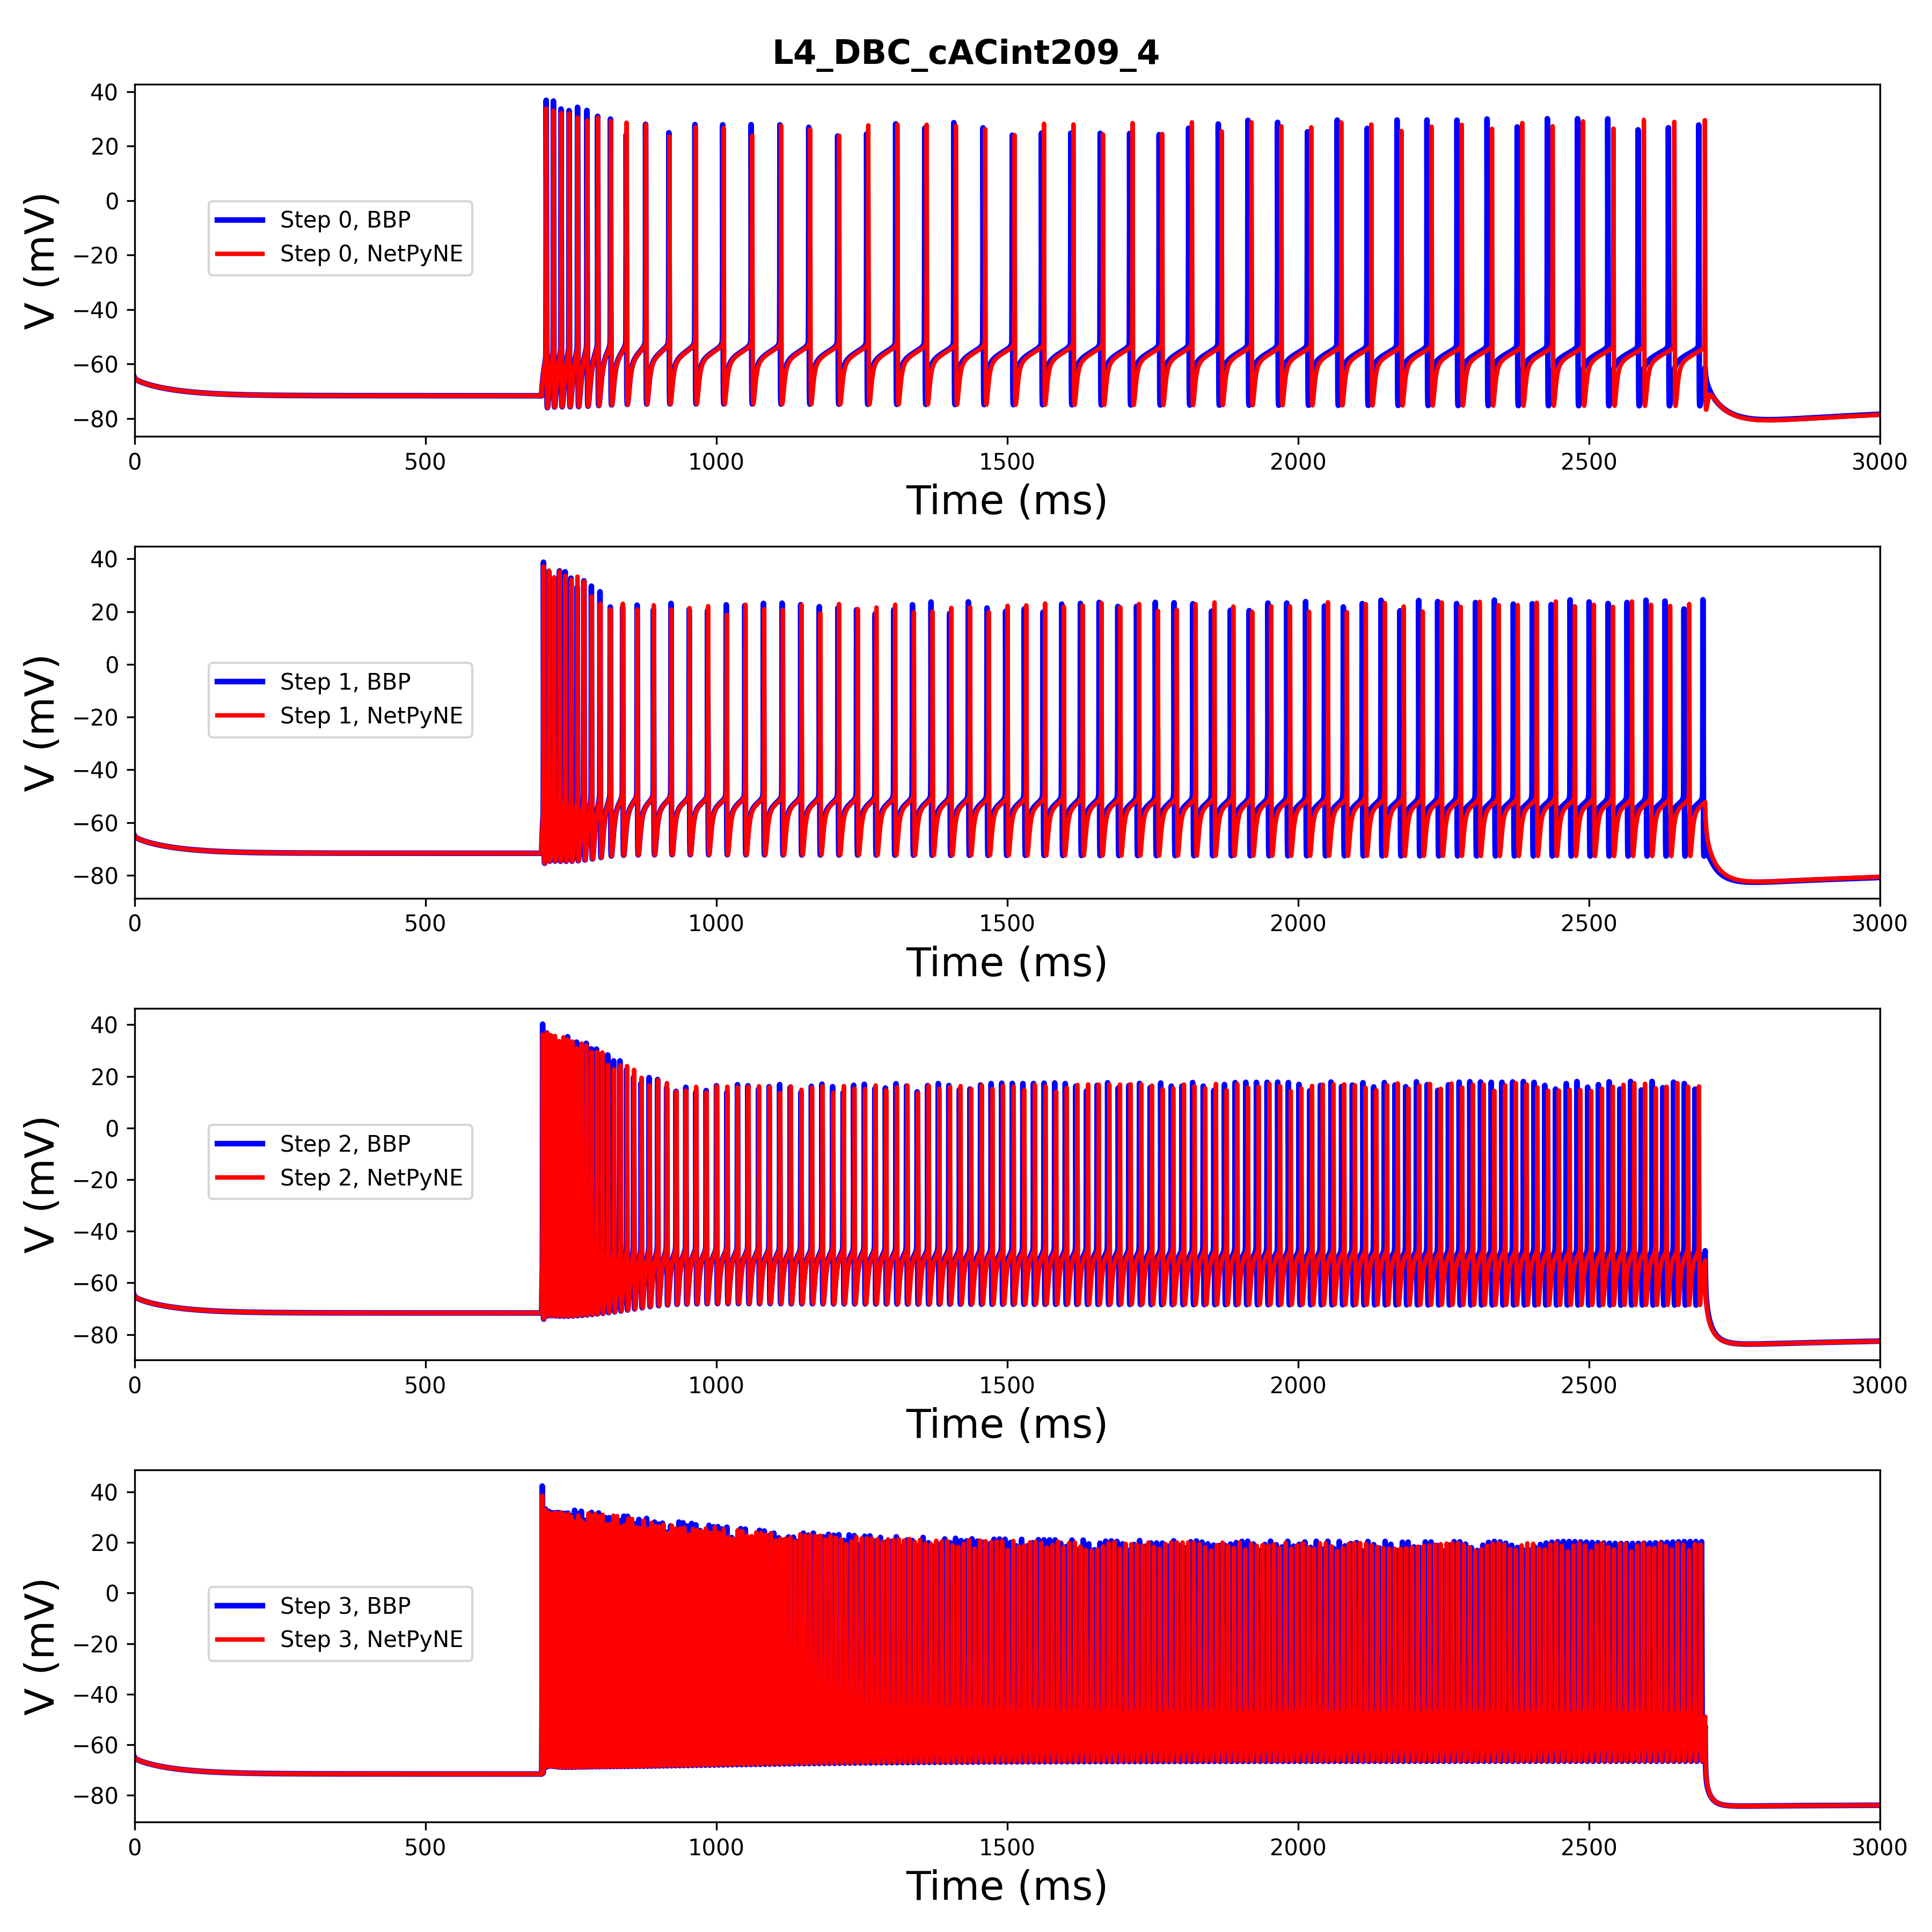 L4_DBC_cACint209_4
40
20
0
−20
−40
−60
−80
V (mV)
Step 0, BBP
Step 0, NetPyNE
0 500 1000 1500 2000 2500 3000
Time (ms)
40
20
0
−20
−40
−60
−80
V (mV)
Step 1, BBP
Step 1, NetPyNE
0 500 1000 1500 2000 2500 3000
Time (ms)
40
20
0
−20
−40
−60
−80
V (mV)
Step 2, BBP
Step 2, NetPyNE
0 500 1000 1500 2000 2500 3000
Time (ms)
40
20
0
−20
−40
−60
−80
V (mV)
Step 3, BBP
Step 3, NetPyNE
0 500 1000 1500 2000 2500 3000
Time (ms)